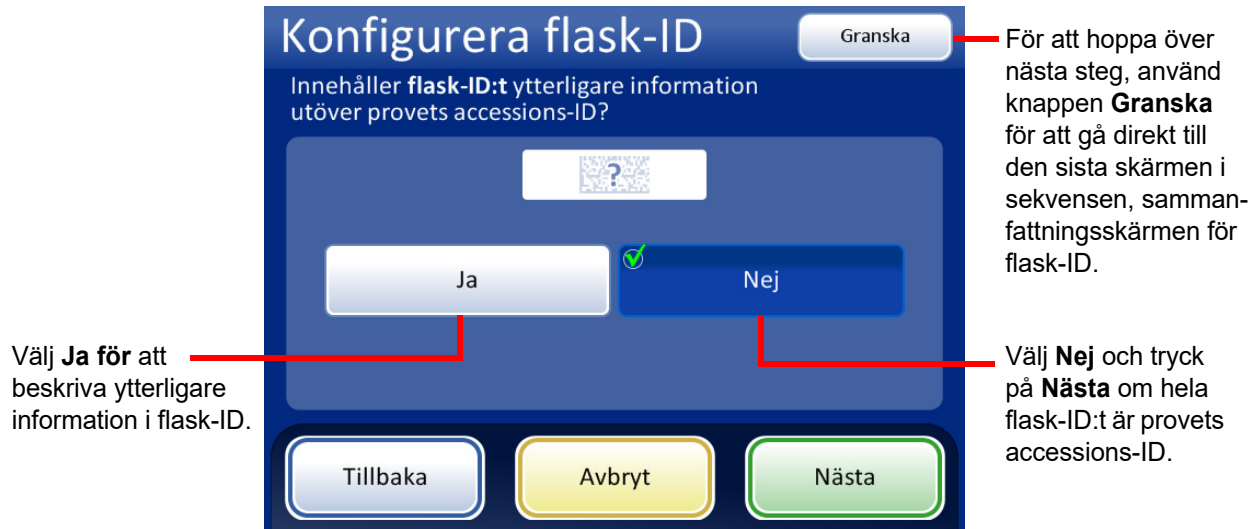 Konfigurera flask-ID
Granska
Innehåller flask-ID:t ytterligare information
utöver provets accessions-ID?
?
Ja
Nej
Tillbaka
Avbryt
Nästa
För att hoppa över
nästa steg, använd
knappen Granska
för att gå direkt till
den sista skärmen i
sekvensen, samman-
fattningsskärmen för
flask-ID.
Välj Ja för att
beskriva ytterligare
information i flask-ID.
Välj Nej och tryck
på Nästa om hela
flask-ID:t är provets
accessions-ID.